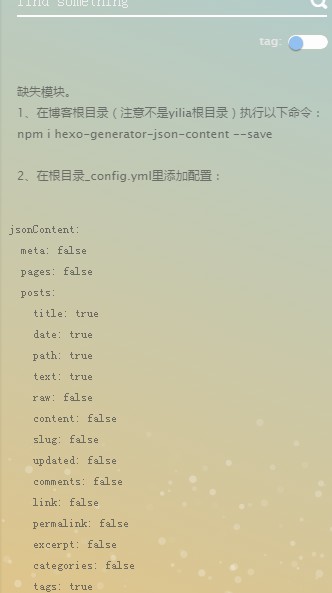 find something
tag:
缺失模块。
1、在博客根目录（注意不是yilia根目录）执行以下命令：
npm i hexo-generator-json-content --save
2、在根目录_config.yml里添加配置：
jsonContent:
meta: false
pages: false
posts:
title: true
date: true
path: true
text: true
raw: false
content: false
slug: false
updated: false
comments: false
link: false
permalink: false
excerpt: false
categories: false
tags: true